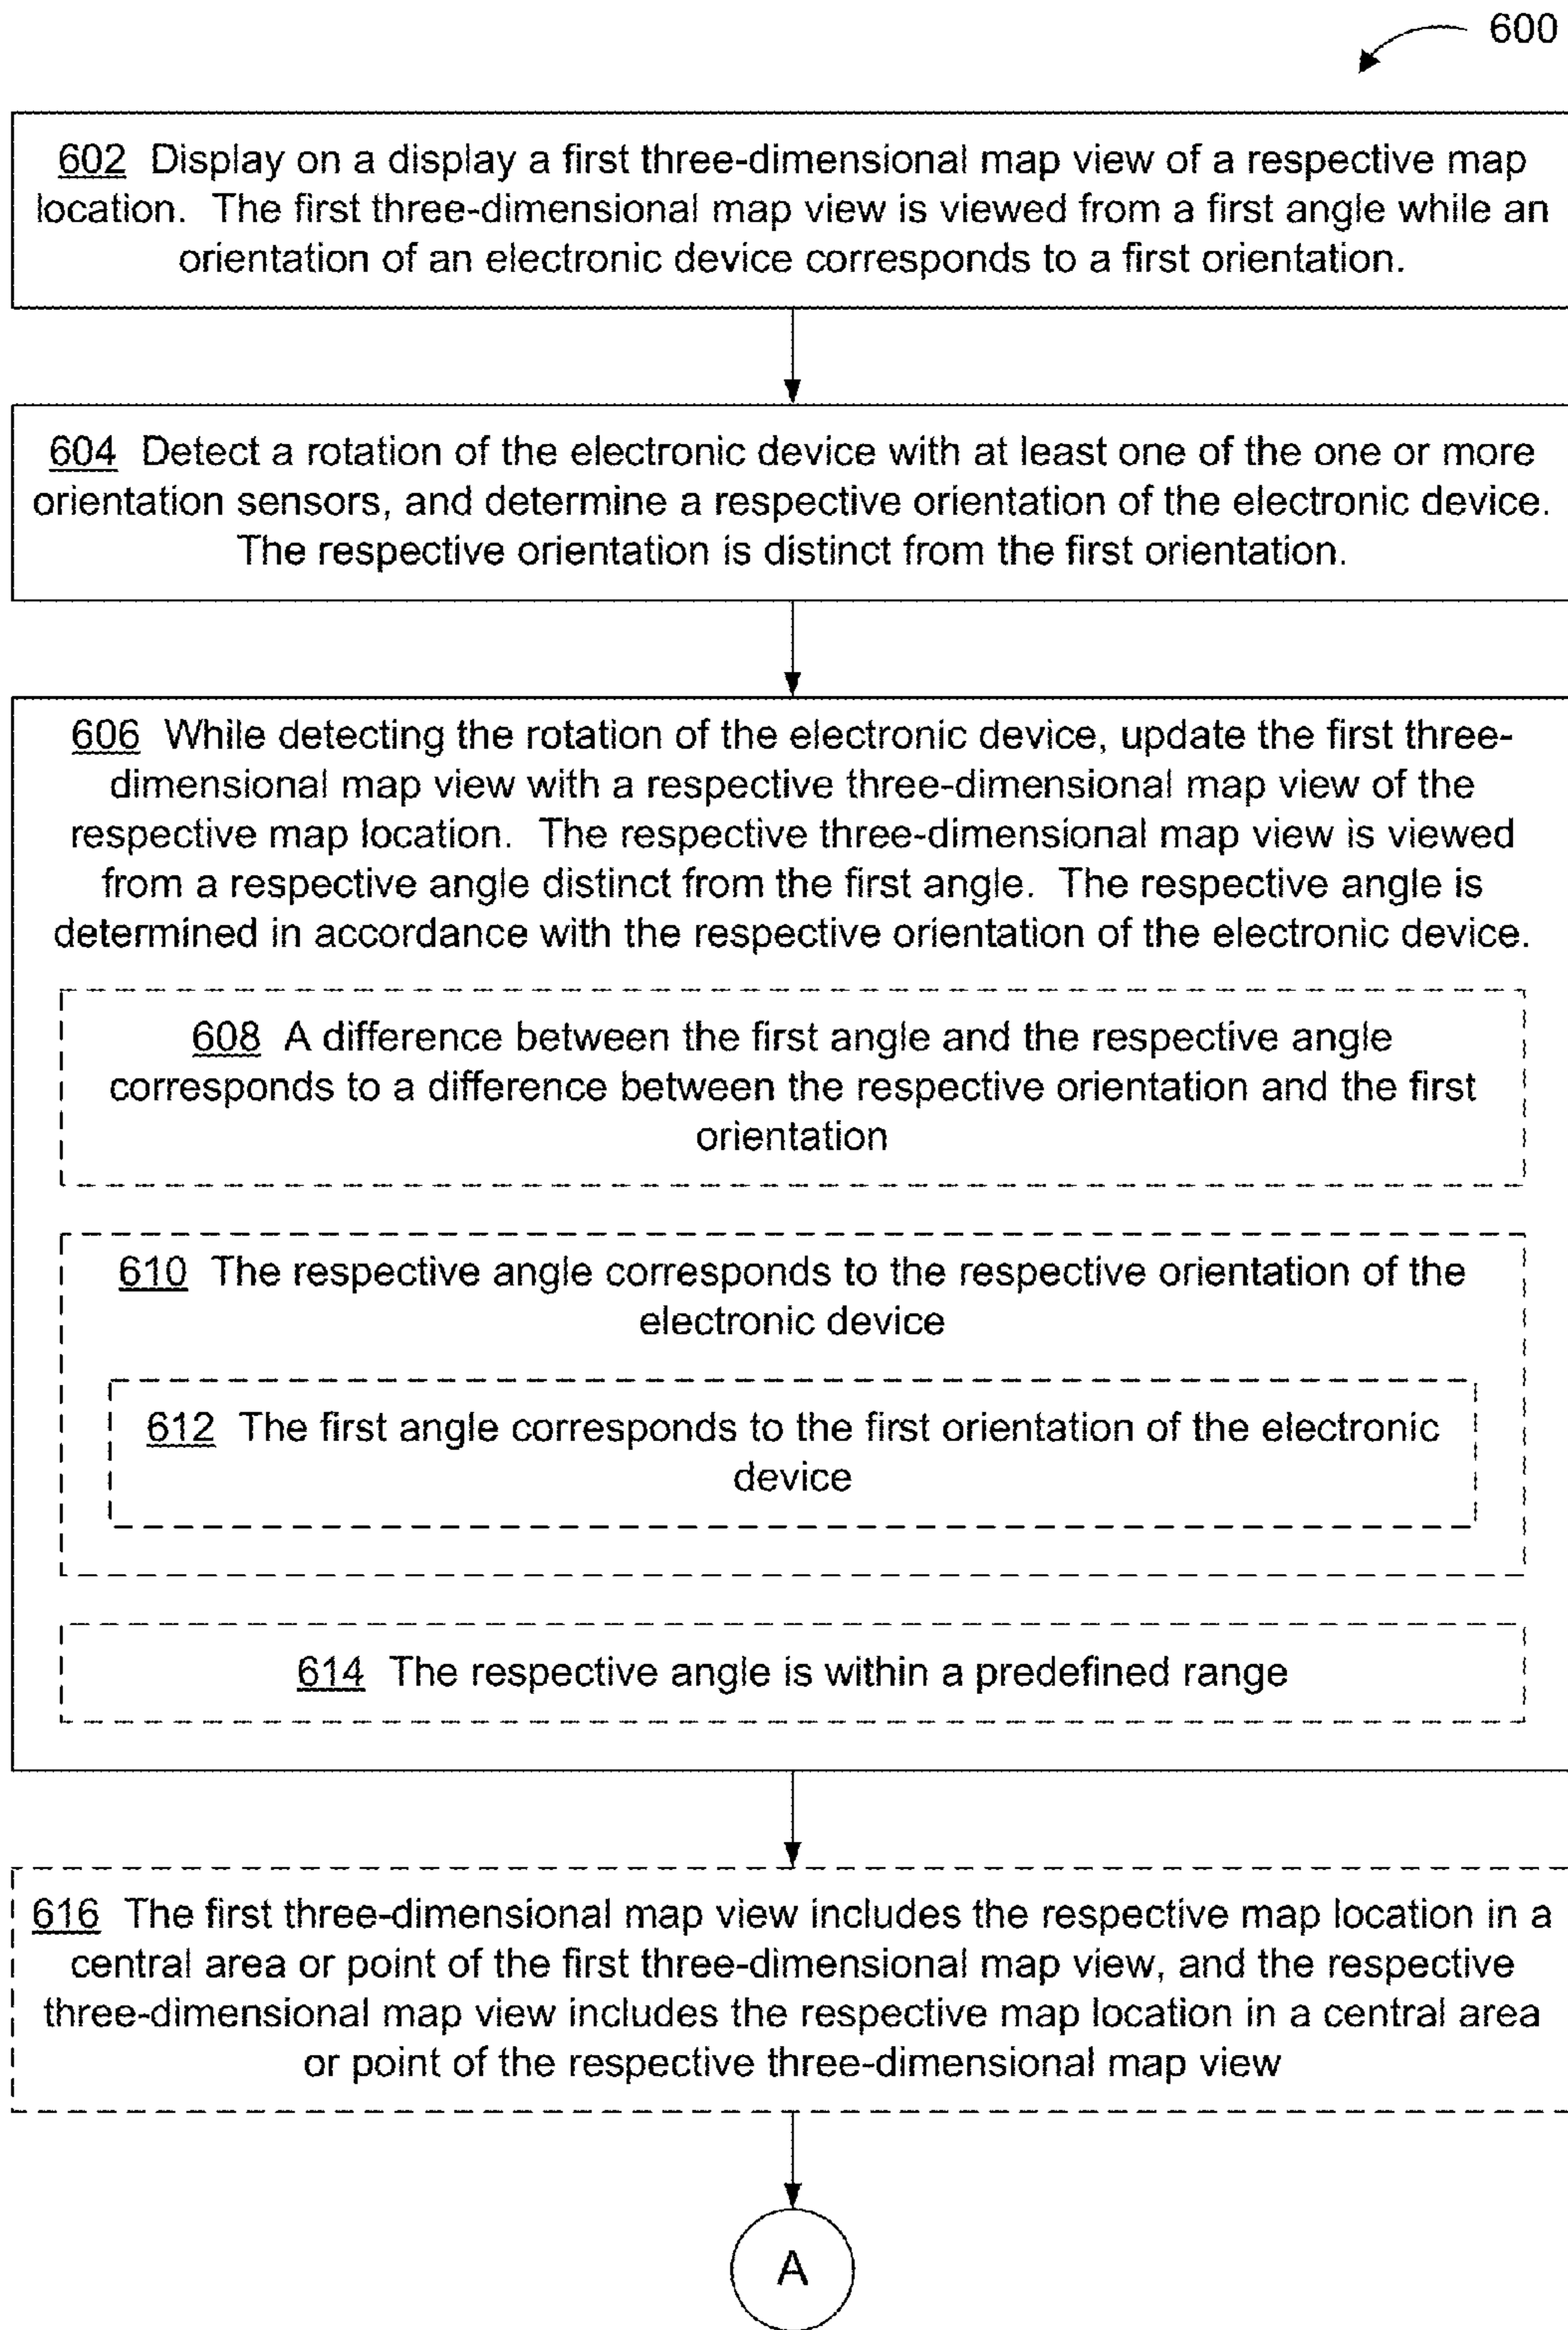 600
602 Display on a display a first three-dimensional map view of a respective map
location. The first three-dimensional map view is viewed from a first angle while an
orientation of an electronic device corresponds to a first orientation.
604 Detect a rotation of the electronic device with at least one of the one or more
orientation sensors, and determine a respective orientation of the electronic device.
The respective orientation is distinct from the first orientation.
606 While detecting the rotation of the electronic device, update the first three-
dimensional map view with a respective three-dimensional map view of the
respective map location. The respective three-dimensional map view is viewed
from a respective angle distinct from the first angle. The respective angle is
determined in accordance with the respective orientation of the electronic device.
608 A difference between the first angle and the respective angle
corresponds to a difference between the respective orientation and the first
orientation
610 The respective angle corresponds to the respective orientation of the
electronic device
612 The first angle corresponds to the first orientation of the electronic
device
614 The respective angle is within a predefined range
616 The first three-dimensional map view includes the respective map location in a
central area or point of the first three-dimensional map view, and the respective
three-dimensional map view includes the respective map location in a central area
or point of the respective three-dimensional map view
A